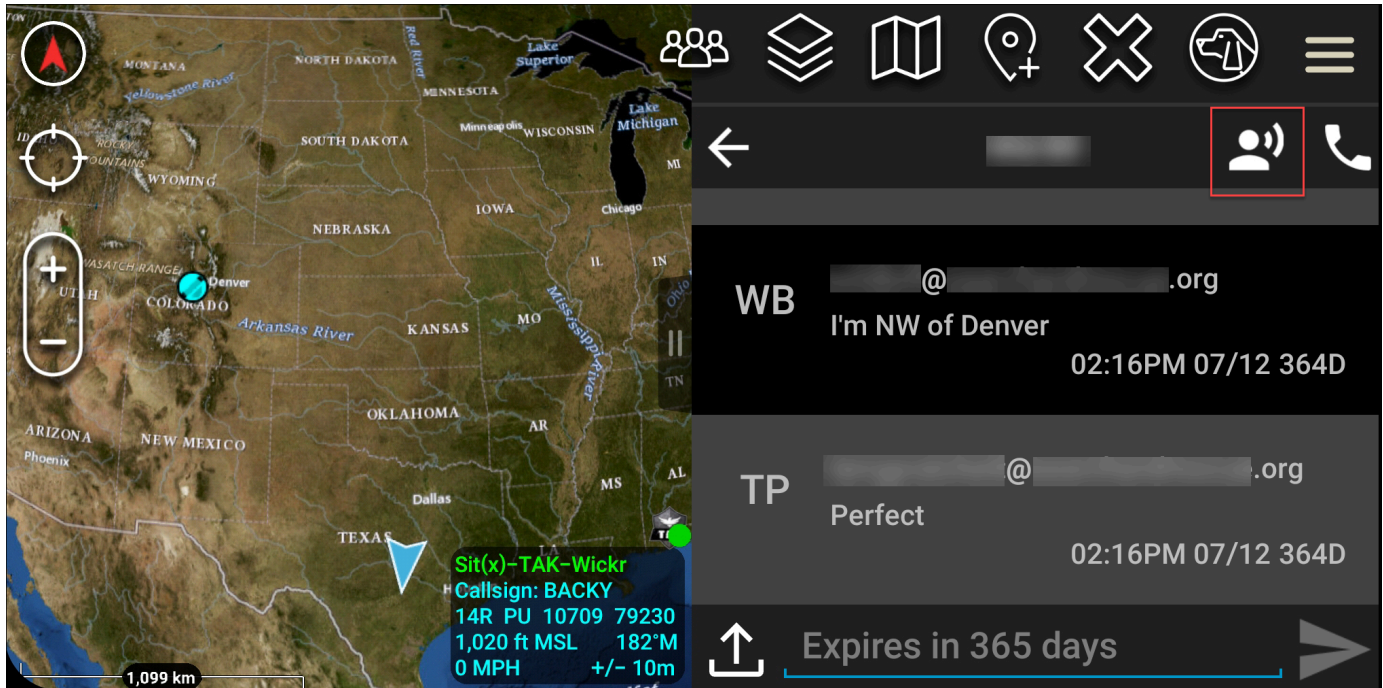 MONTANA
Yellowstone River
NORTH DAKOTA
Red River
Lake
Superior
MINNESOTA
Minneapolis
WISCONSIN
Lake
Michigan
MI
SOUTH DAKOTA
ROCKY
MOUNTAINS
WYOMING
IOWA
Chicago
NEBRASKA
IL
IN
WASATCH RANGE
Denver
UTAH
COLORADO
Ohio
Arkansas River
KANSAS
MO
Mississippi River
TN
OKLAHOMA
AR
ARIZONA
NEW MEXICO
Phoenix
MS
AL
Dallas
TEXAS
LA
Sit(x)-TAK-Wickr
Callsign: BACKY
14R PU 10709 79230
1,020 ft MSL 182°M
0 MPH +/- 10m
1,099 km
WB
@ .org
I'm NW of Denver
02:16PM 07/12 364D
TP
@ .org
Perfect
02:16PM 07/12 364D
Expires in 365 days